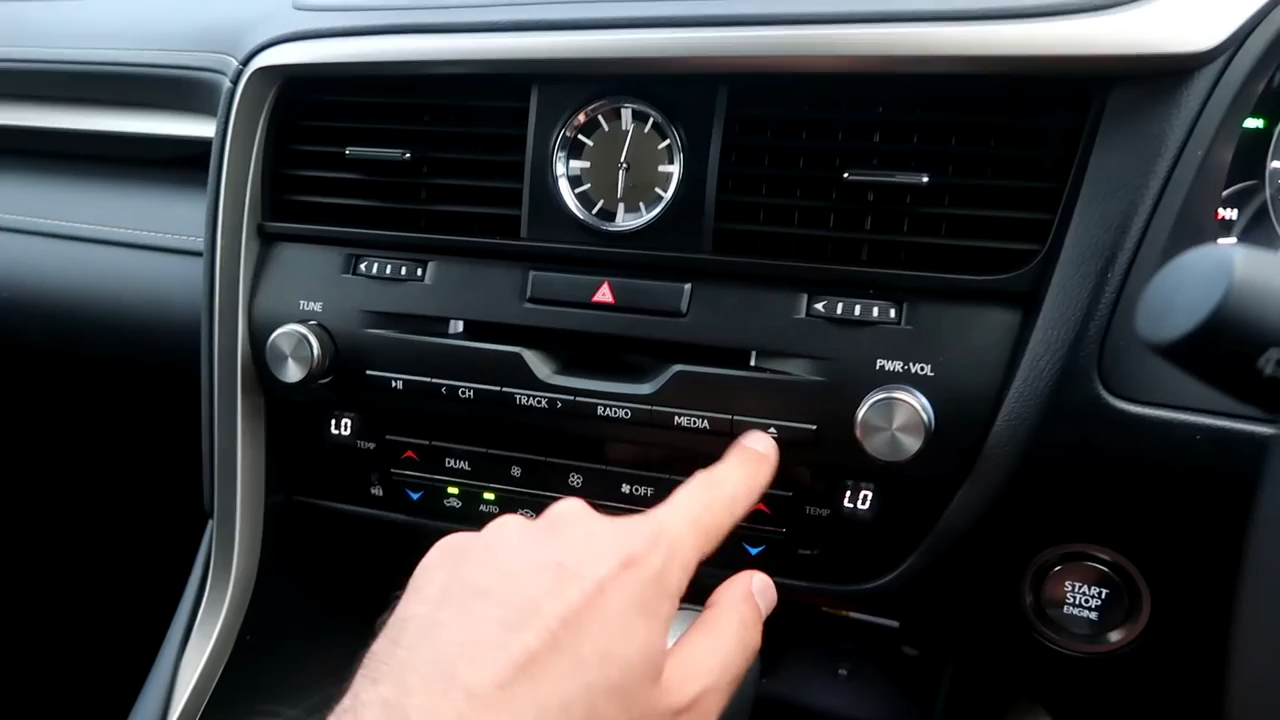 TUNE
PWR•VOL
CH
TRACK
RADIO
MEDIA
LO
TEMP
DUAL
OFF
AUTO
TEMP
LO
START
STOP
ENGINE